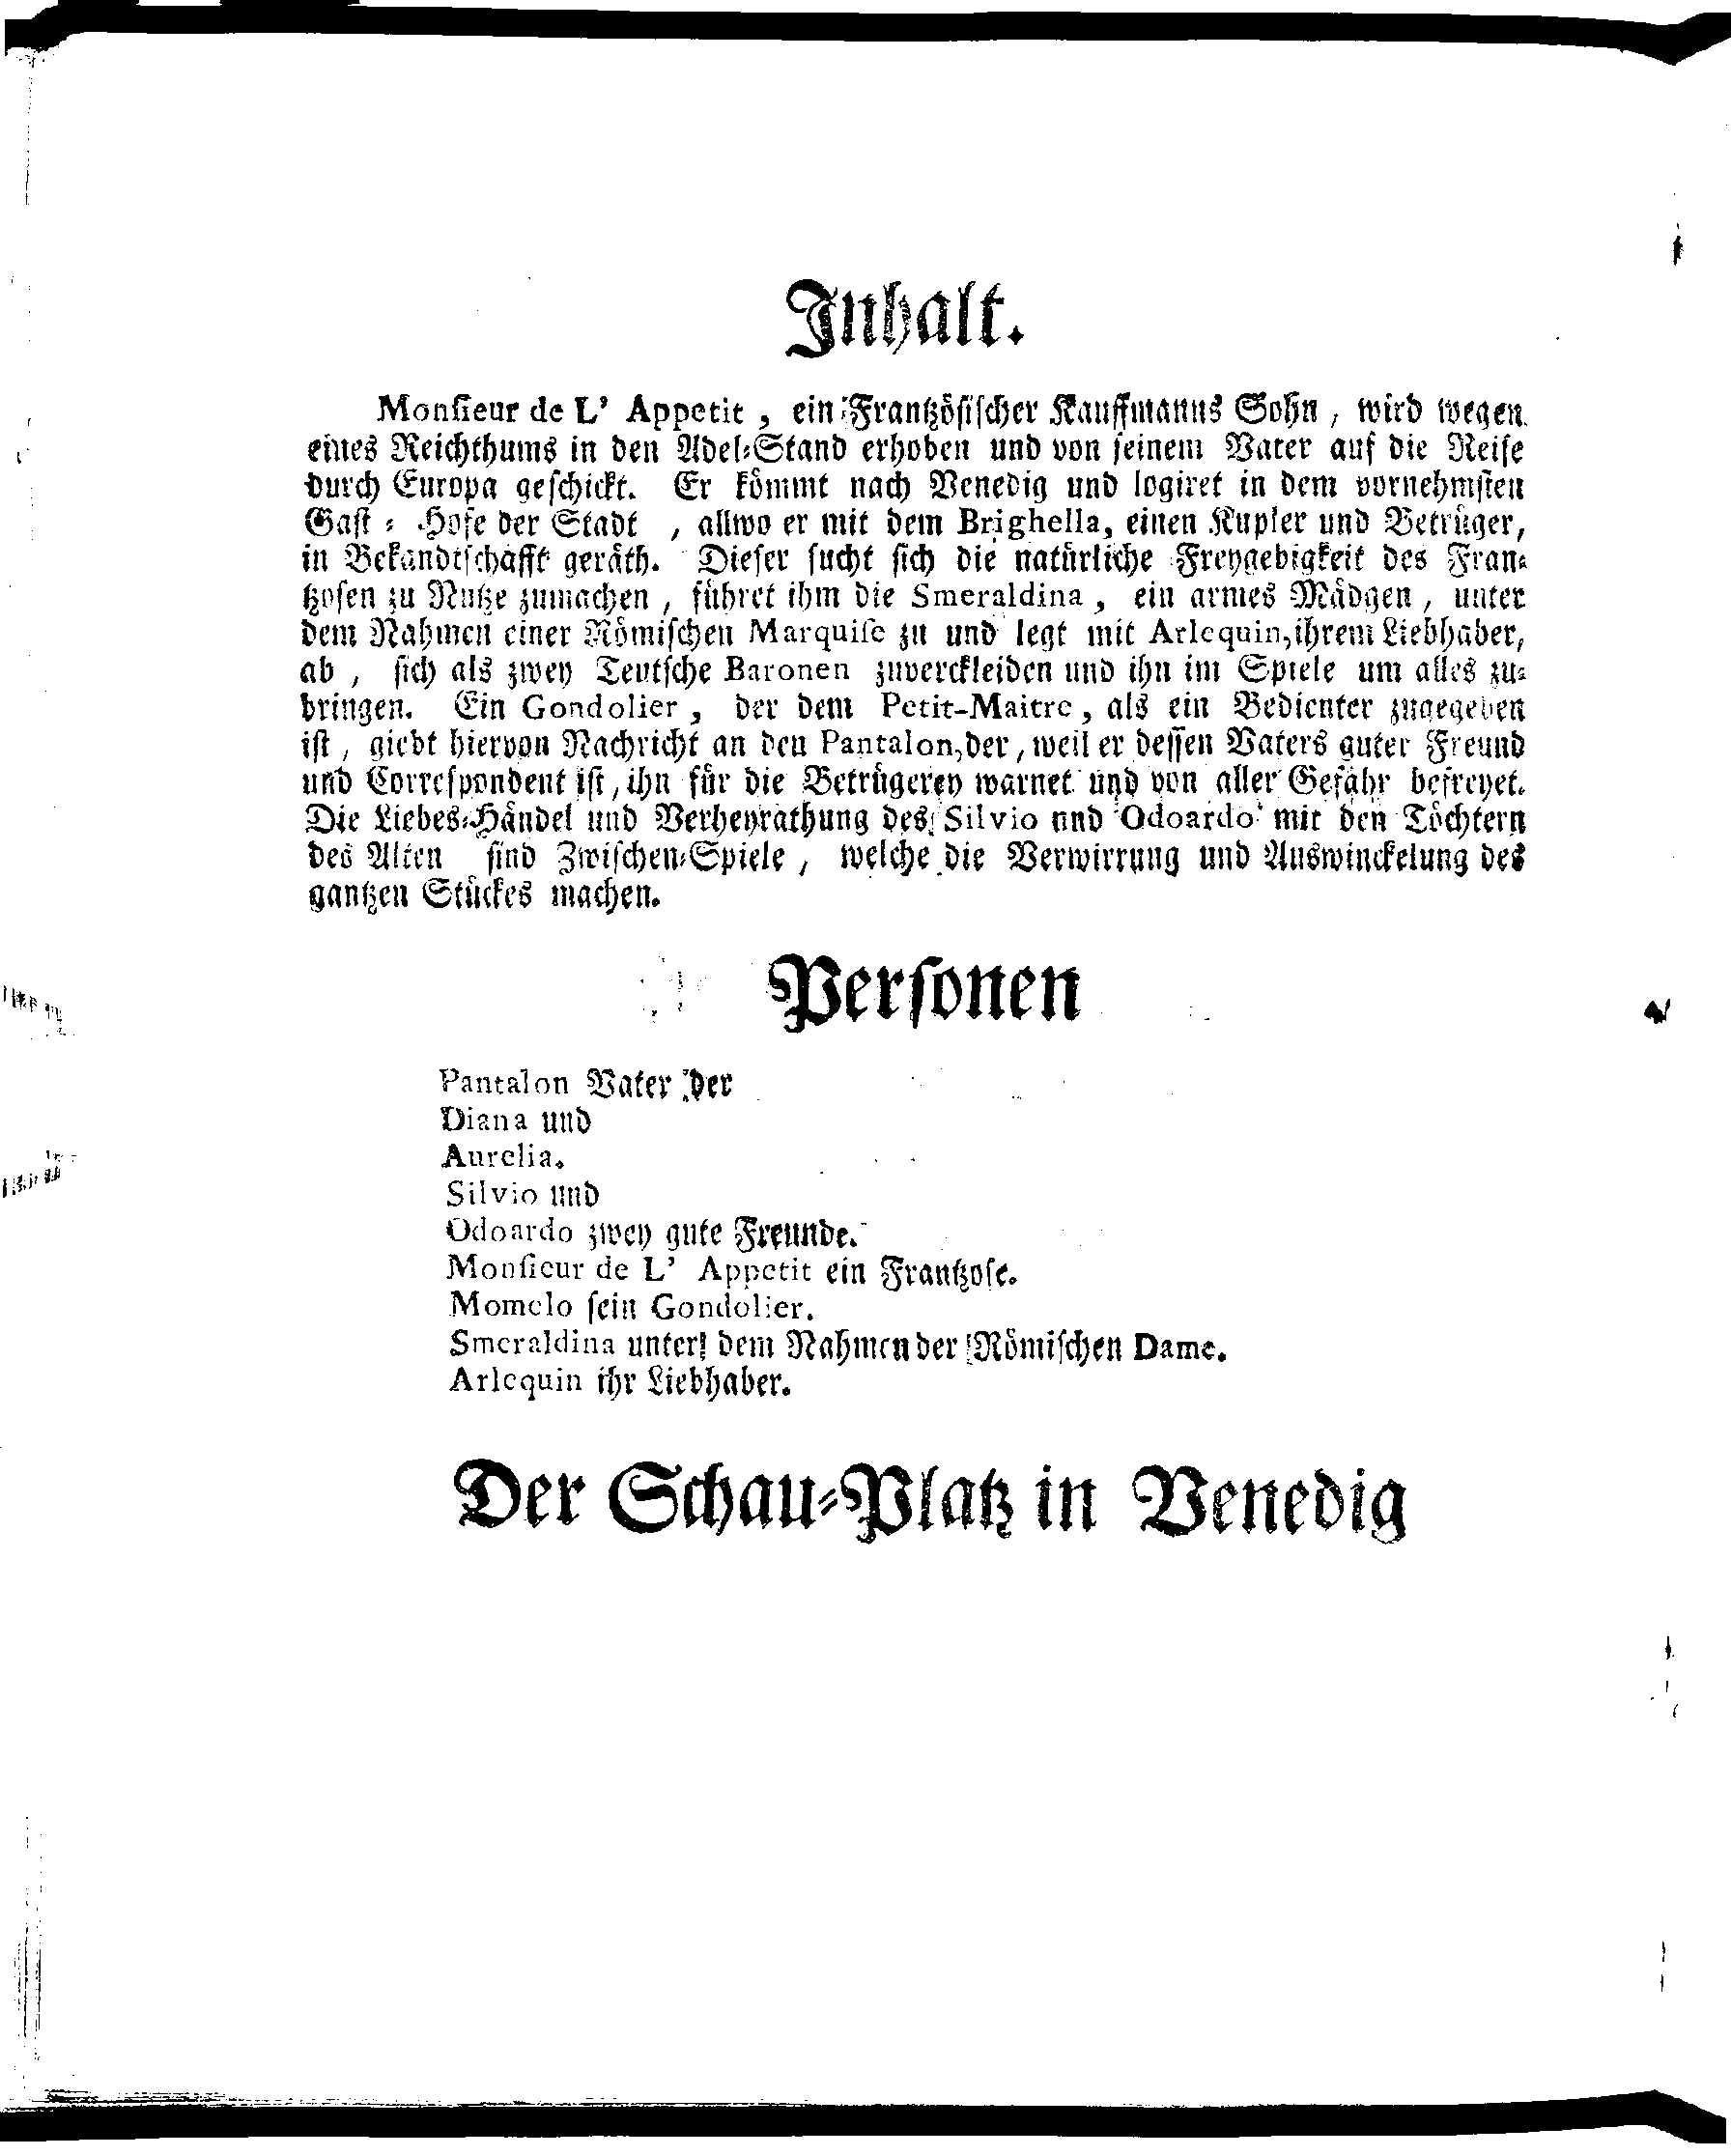 Inhalt.
Monſieur de L' Appetit, ein Frantzöſiſcher Kauffmanns Sohn, wird wegen
eines Reichthums in den Adel-Stand erhoben und von ſeinem Vater auf die Reiſe
durch Europa geſchickt. Er kömmt nach Venedig und logiret in dem vornehmſten
Gaſt-Hofe der Stadt, allwo er mit dem Brighella, einen Kupler und Betrüger,
in Bekandtſchafft geräth. Dieſer ſucht ſich die natürliche Freygebigkeit des Fran-
tzoſen zu Nutze zumachen, führet ihm die Smeraldina, ein armes Mädgen, unter
dem Nahmen einer Römiſchen Marquiſe zu und legt mit Arlequin, ihrem Liebhaber,
ab, ſich als zwey Teutſche Baronen zuverckleiden und ihn im Spiele um alles zu-
bringen. Ein Gondolier, der dem Petit-Maitre, als ein Bedienter zugegeben
iſt, giebt hiervon Nachricht an den Pantalon, der, weil er deſſen Vaters guter Freund
und Correſpondent iſt, ihn für die Betrügerey warnet und von aller Gefahr befreyet.
Die Liebes-Händel und Verheyrathung des Silvio und Odoardo mit den Töchtern
des Alten ſind Zwiſchen-Spiele, welche die Verwirrung und Auswinckelung des
gantzen Stückes machen.
Perſonen
Pantalon Vater der
Diana und
Aurelia.
Silvio und
Odoardo zwey gute Freunde.
Monſieur de L' Appetit ein Frantzoſe.
Momolo ſein Gondolier.
Smeraldina unter dem Nahmen der Römiſchen Dame.
Arlequin ihr Liebhaber.
Der Schau-Platz in Venedig